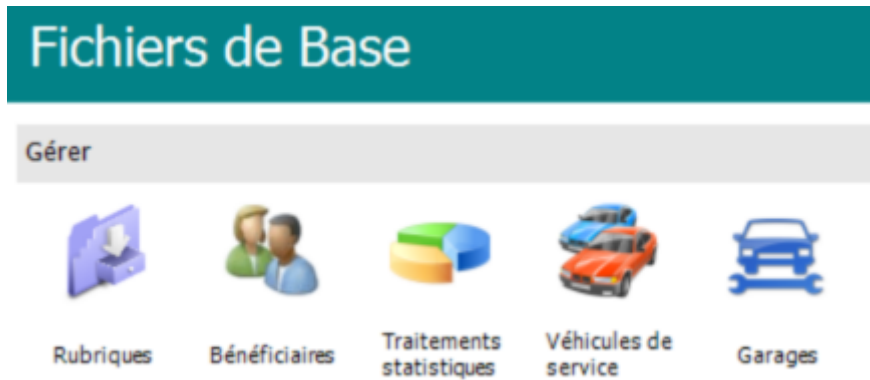 Fichiers de Base
Gérer
Rubriques
Bénéficiaires
Traitements
statistiques
Véhicules de
service
Garages